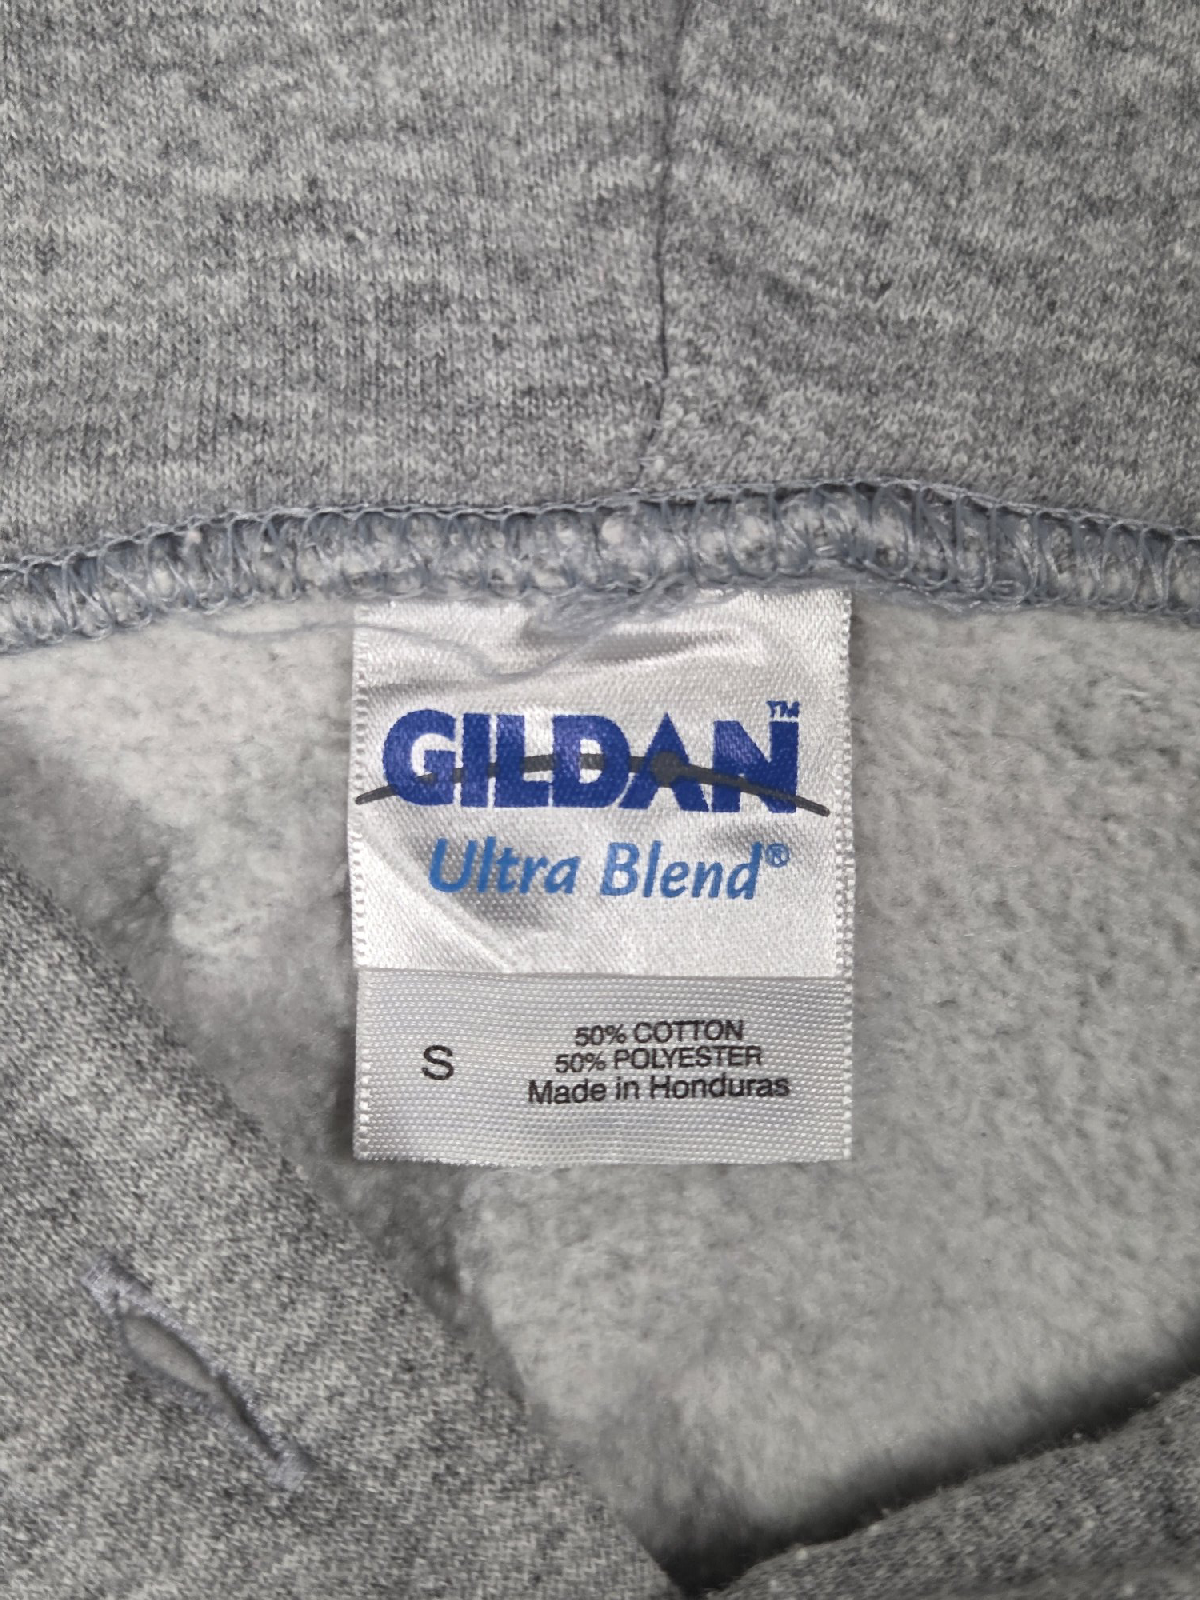 GILDAN™
Ultra Blend®
S
50% COTTON
50% POLYESTER
Made in Honduras